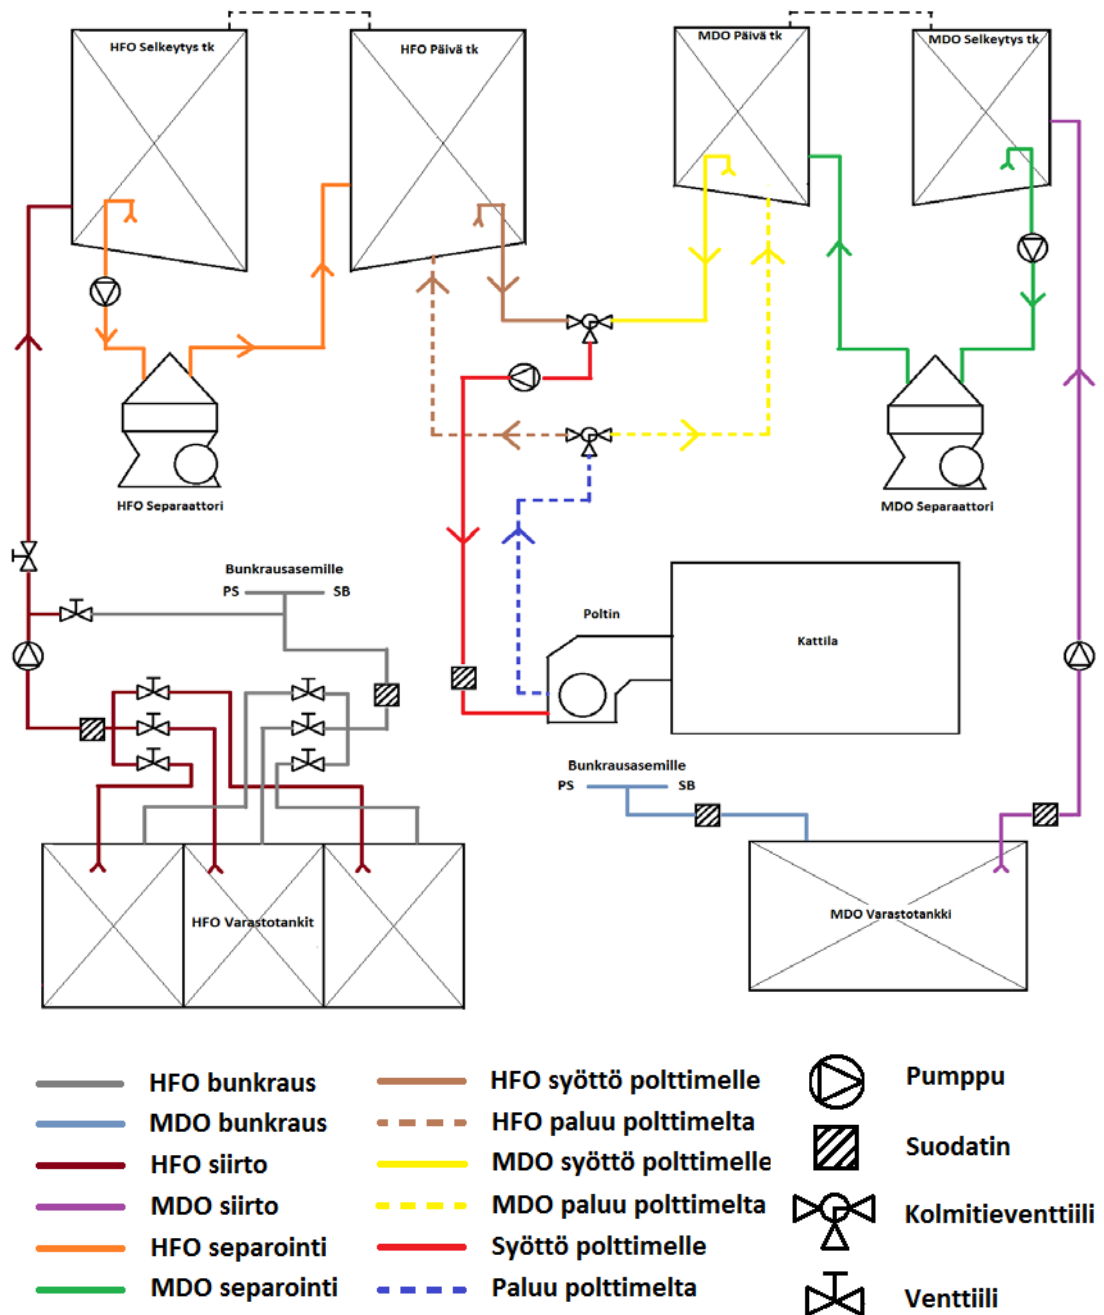 HFO Selkeytys tk
HFO Päivä tk
MDO Päivä tk
MDO Selkeytys tk
HFO Separaattori
MDO Separaattori
Bunkrausasemille
PS SB
Poltin
Kattila
Bunkrausasemille
PS SB
HFO Varastotankit
MDO Varastotankki
HFO bunkraus
MDO bunkraus
HFO siirto
MDO siirto
HFO separointi
MDO separointi
HFO syöttö polttimelle
HFO paluu polttimelta
MDO syöttö polttimelle
MDO paluu polttimelta
Syöttö polttimelle
Paluu polttimelta
Pumppu
Suodatin
Kolmitieventtiili
Venttiili